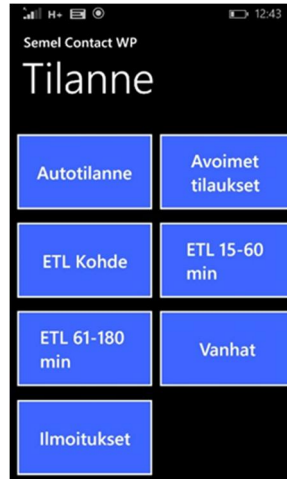 H+ 12:43
Semel Contact WP
Tilanne
Autotilanne
Avoimet
tilaukset
ETL Kohde
ETL 15-60
min
ETL 61-180
min
Vanhat
Ilmoitukset